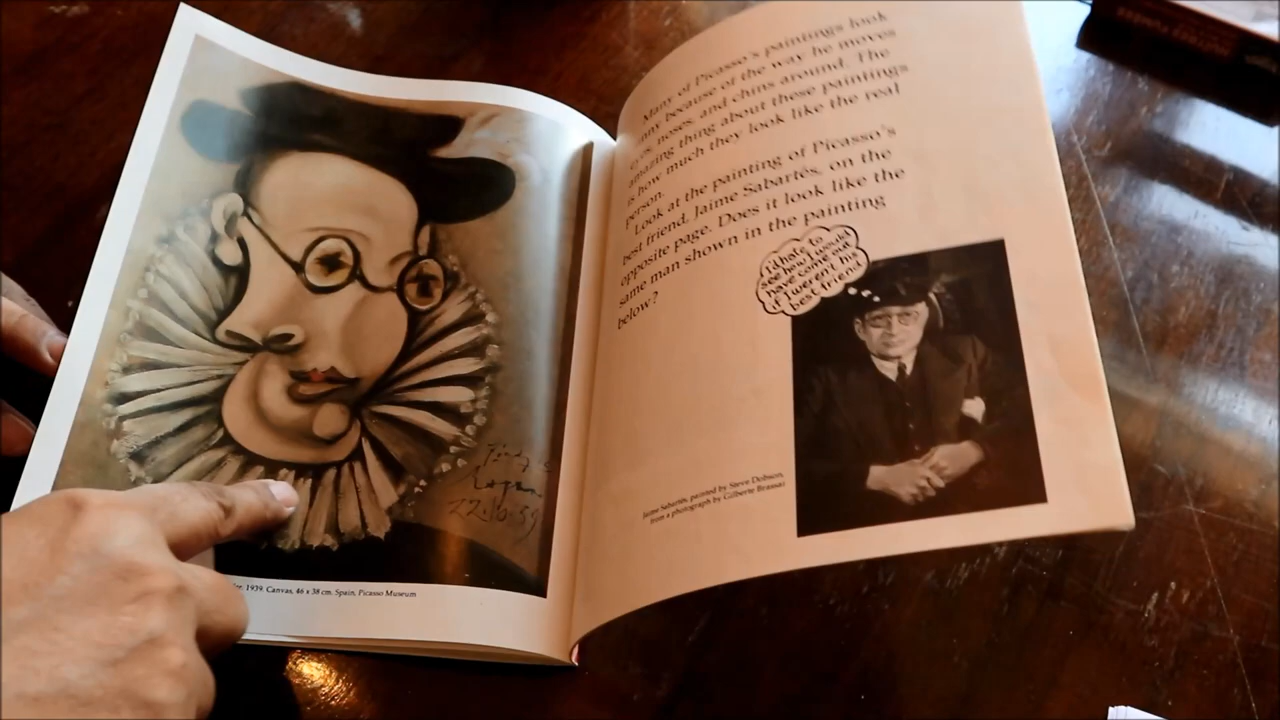 22.10.39
1939. Canvas, 46 x 38 cm. Spain, Picasso Museum
Many of Picasso's paintings look
because of the way he moves
eyes, noses, and chins around. The
amazing thing about these paintings
is how much they look like the real
person.
Look at the painting of Picasso's
best friend, Jaime Sabartés, on the
opposite page. Does it look like the
same man shown in the painting
below?
I'd hate to
see how I would
have come out
if I weren't his
best friend!
Jaime Sabartés, painted by Steve Dobson,
from a photograph by Gilberte Brassai